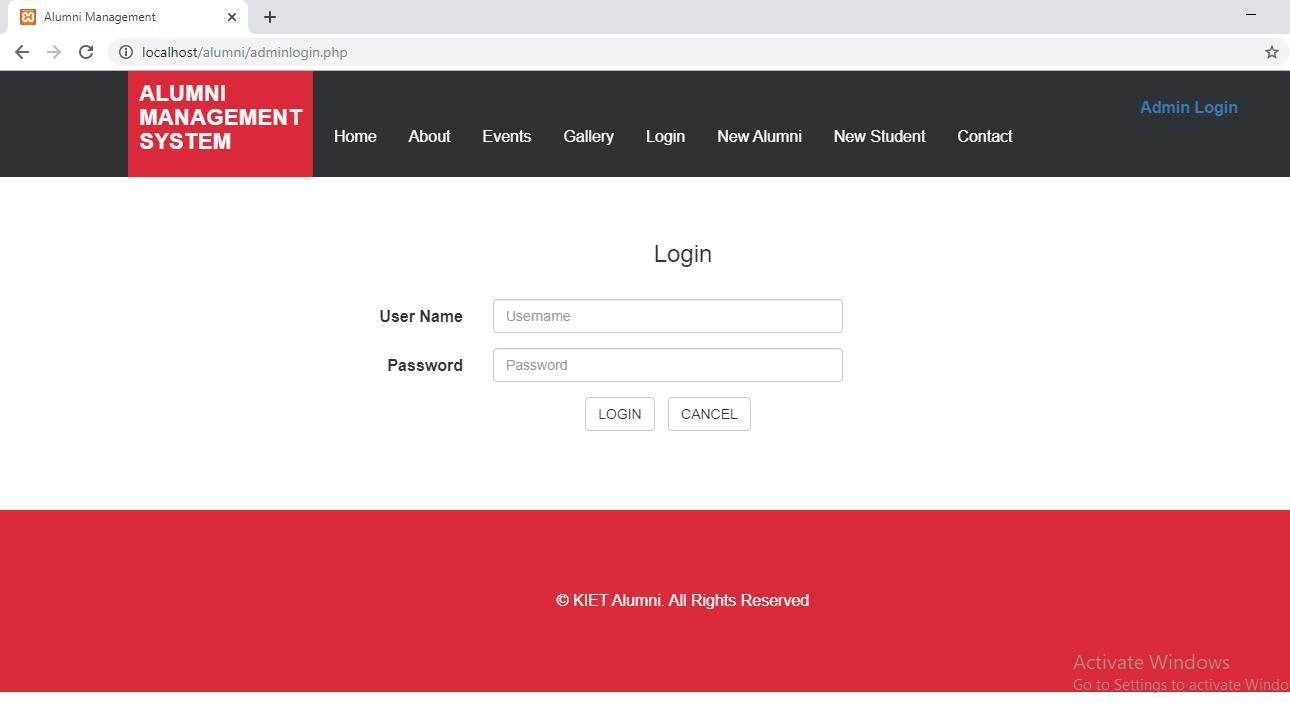 Alumni Management
localhost/alumni/adminlogin.php
ALUMNI
MANAGEMENT
SYSTEM
Home About Events Gallery Login New Alumni New Student Contact
Admin Login
Login
User Name Username
Password Password
LOGIN CANCEL
© KIET Alumni. All Rights Reserved
Activate Windows
Go to Settings to activate Windo